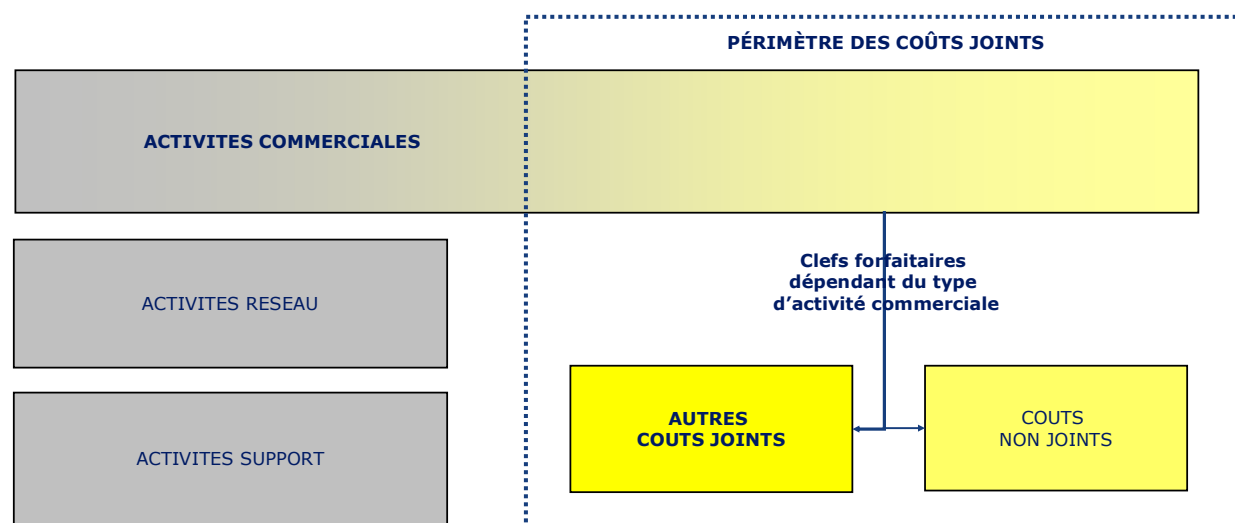 PÉRIMÈTRE DES COÛTS JOINTS
ACTIVITES COMMERCIALES
Clefs forfaitaires
dépendant du type
d’activité commerciale
ACTIVITES RESEAU
AUTRES
COUTS JOINTS
COUTS
NON JOINTS
ACTIVITES SUPPORT